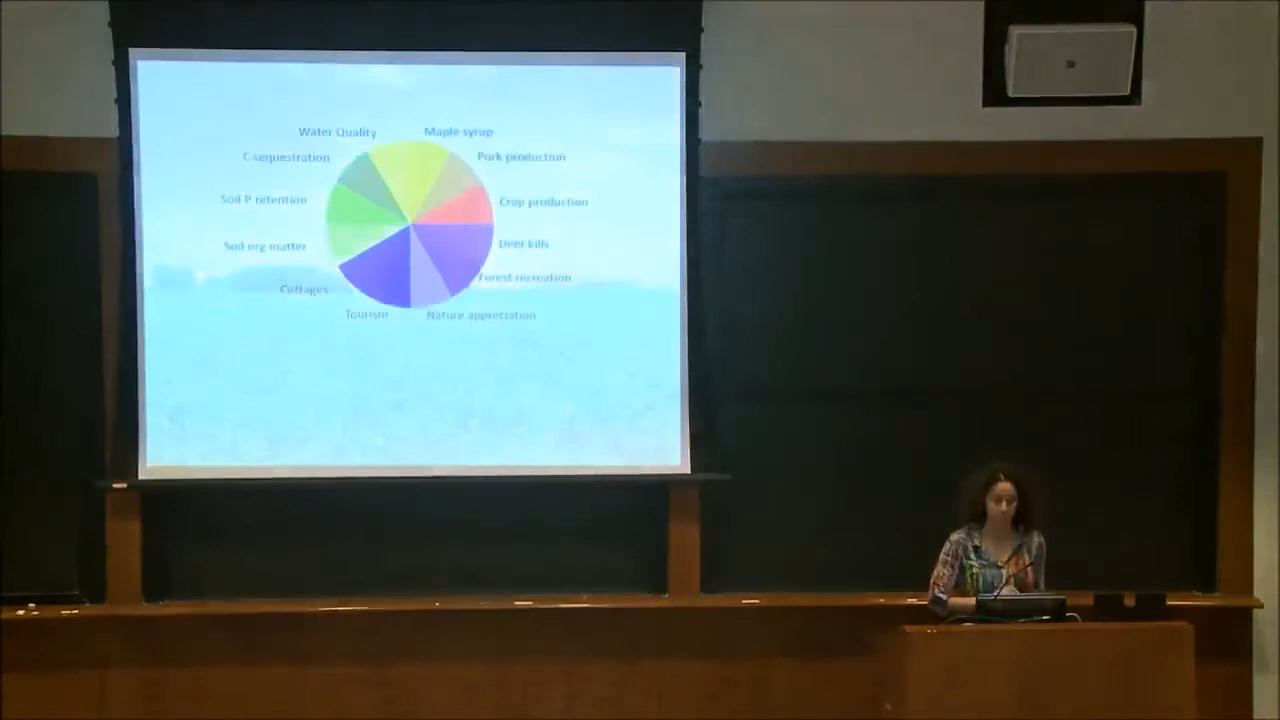 Water Quality
Maple syrup
C sequestration
Pork production
Soil P retention
Crop production
Soil org matter
Deer kills
Cottages
Forest recreation
Tourism
Nature appreciation